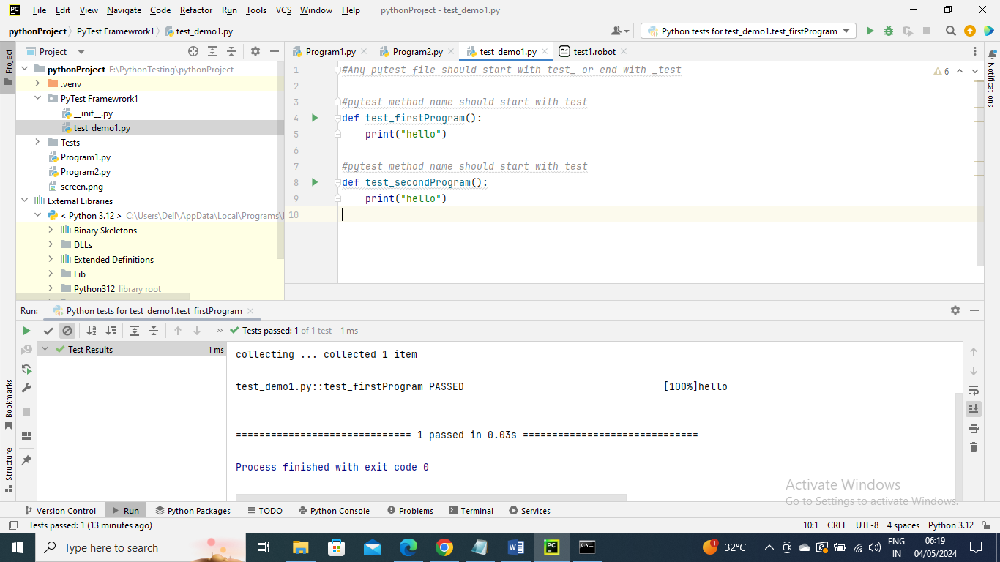 PC File Edit View Navigate Code Refactor Run Tools VCS Window Help pythonProject - test_demo1.py
pythonProject PyTest Framewrork1 test_demo1.py Python tests for test_demo1.test_firstProgram
Project
Project
Program1.py Program2.py test_demo1.py test1.robot
Notifications
pythonProject F:\PythonTesting\pythonProject
.venv
PyTest Framewrork1
__init__.py
test_demo1.py
Tests
Program1.py
Program2.py
screen.png
External Libraries
< Python 3.12 > C:\Users\Dell\AppData\Local\Programs\
Binary Skeletons
DLLs
Extended Definitions
Lib
Python312 library root
1 #Any pytest file should start with test_ or end with _test
6
2
3 #pytest method name should start with test
4 def test_firstProgram():
5 print("hello")
6
7 #pytest method name should start with test
8 def test_secondProgram():
9 print("hello")
10
Run: Python tests for test_demo1.test_firstProgram
Tests passed: 1 of 1 test – 1 ms
Test Results 1 ms
collecting ... collected 1 item
test_demo1.py::test_firstProgram PASSED [100%]hello
============================== 1 passed in 0.03s ==============================
Process finished with exit code 0
Bookmarks
Structure
Activate Windows
Go to Settings to activate Windows.
Version Control Run Python Packages TODO Python Console Problems Terminal Services
Tests passed: 1 (13 minutes ago) 10:1 CRLF UTF-8 4 spaces Python 3.12
Type here to search
1 32°C
ENG
IN
06:19
04/05/2024